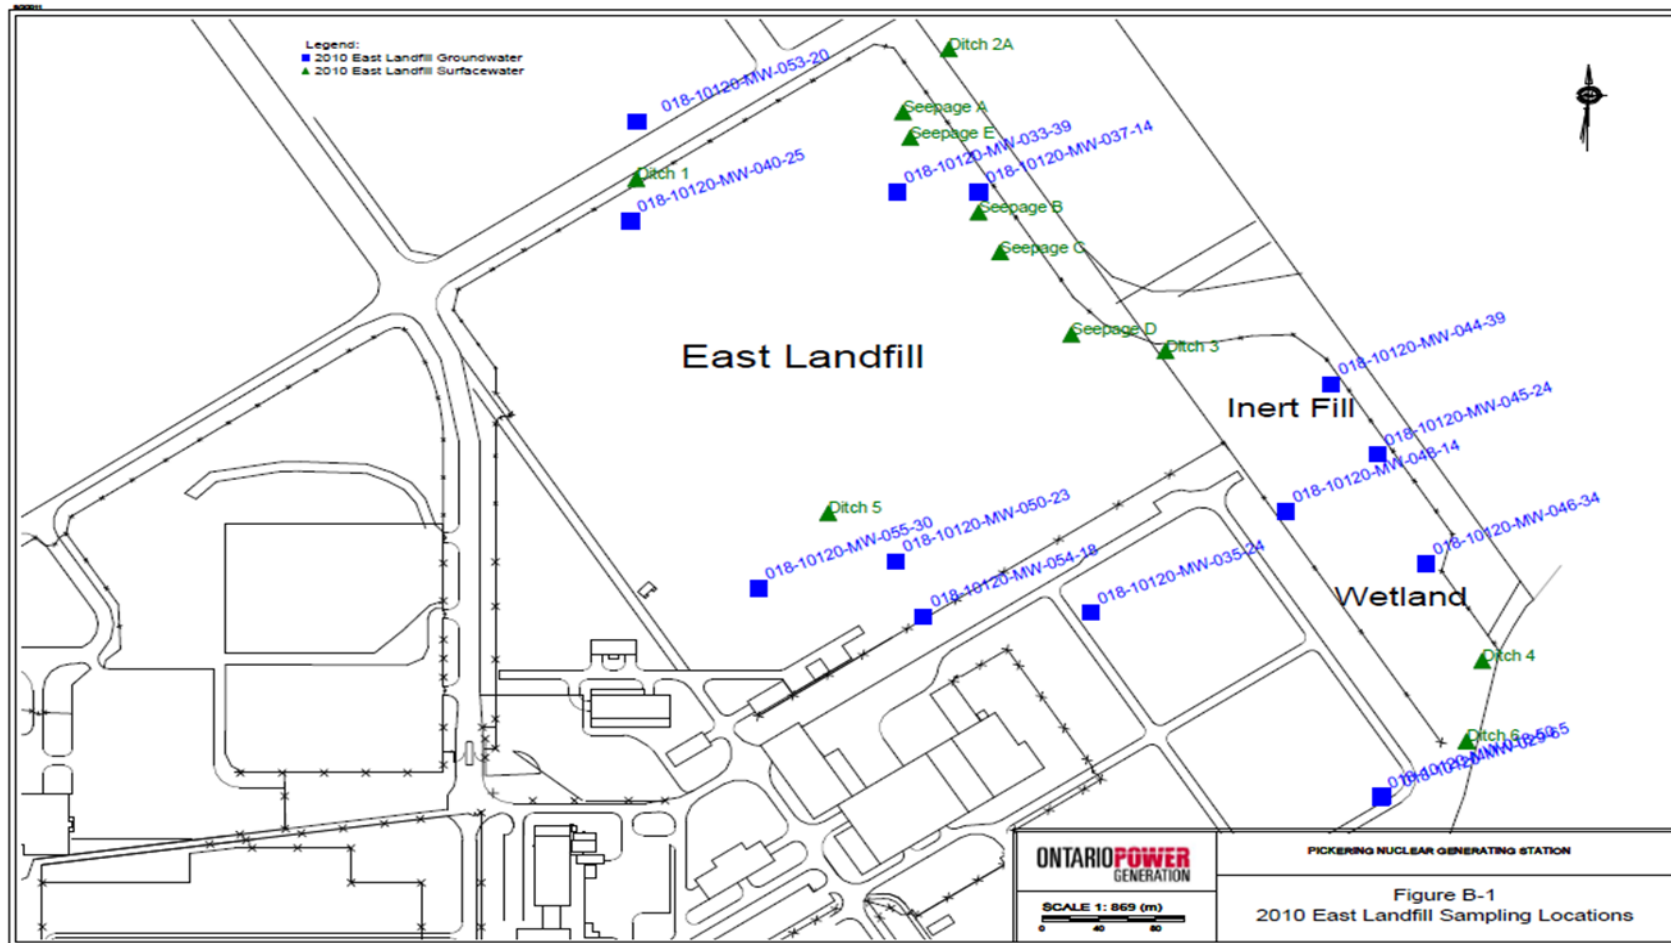 Legend:
2010 East Landfill Groundwater
2010 East Landfill Surfacewater
Ditch 2A
018-10120-MW-053-20
Seepage A
Seepage E
018-10120-MW-033-39
018-10120-MW-037-14
Ditch 1
018-10120-MW-040-25
Seepage B
Seepage C
Seepage D
Ditch 3
018-10120-MW-044-39
East Landfill
Inert Fill
018-10120-MW-045-24
018-10120-MW-048-14
Ditch 5
018-10120-MW-050-23
018-10120-MW-055-30
018-10120-MW-046-34
018-10120-MW-054-18
018-10120-MW-035-24
Wetland
Ditch 4
Ditch 6
ONTARIOPOWER
GENERATION
SCALE 1: 869 (m)
0 40 80
PICKERING NUCLEAR GENERATING STATION
Figure B-1
2010 East Landfill Sampling Locations